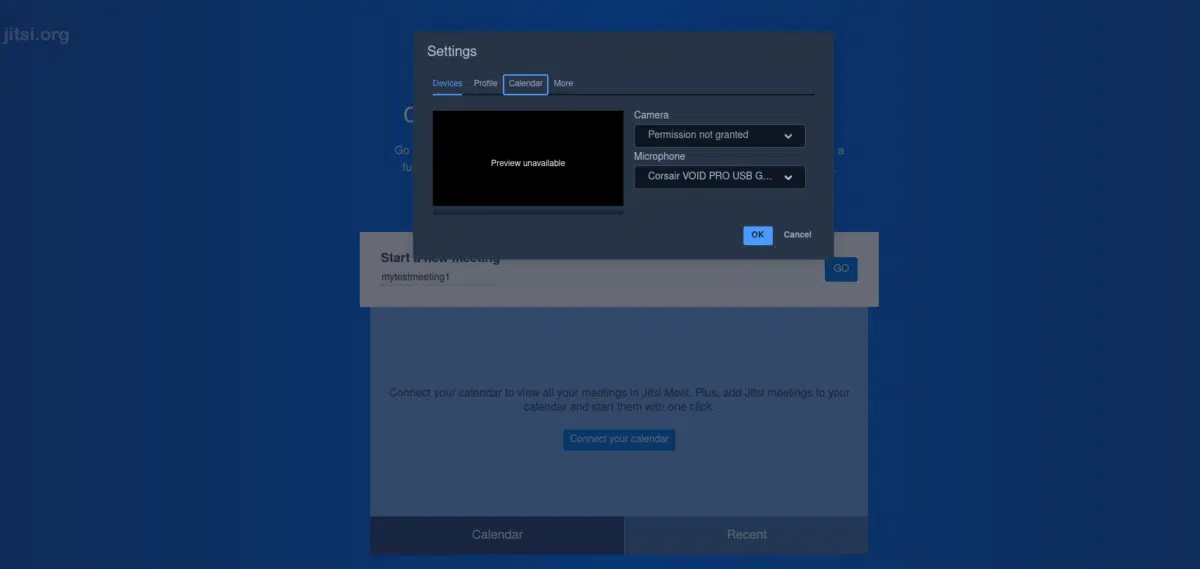 jitsi.org
Settings
Devices Profile Calendar More
Camera
Permission not granted
Preview unavailable
Microphone
Corsair VOID PRO USB G...
OK Cancel
Go
a
fu
Start a new meeting
mytestmeeting1
GO
Connect your calendar to view all your meetings in Jitsi Meet. Plus, add Jitsi meetings to your
calendar and start them with one click.
Connect your calendar
Calendar Recent